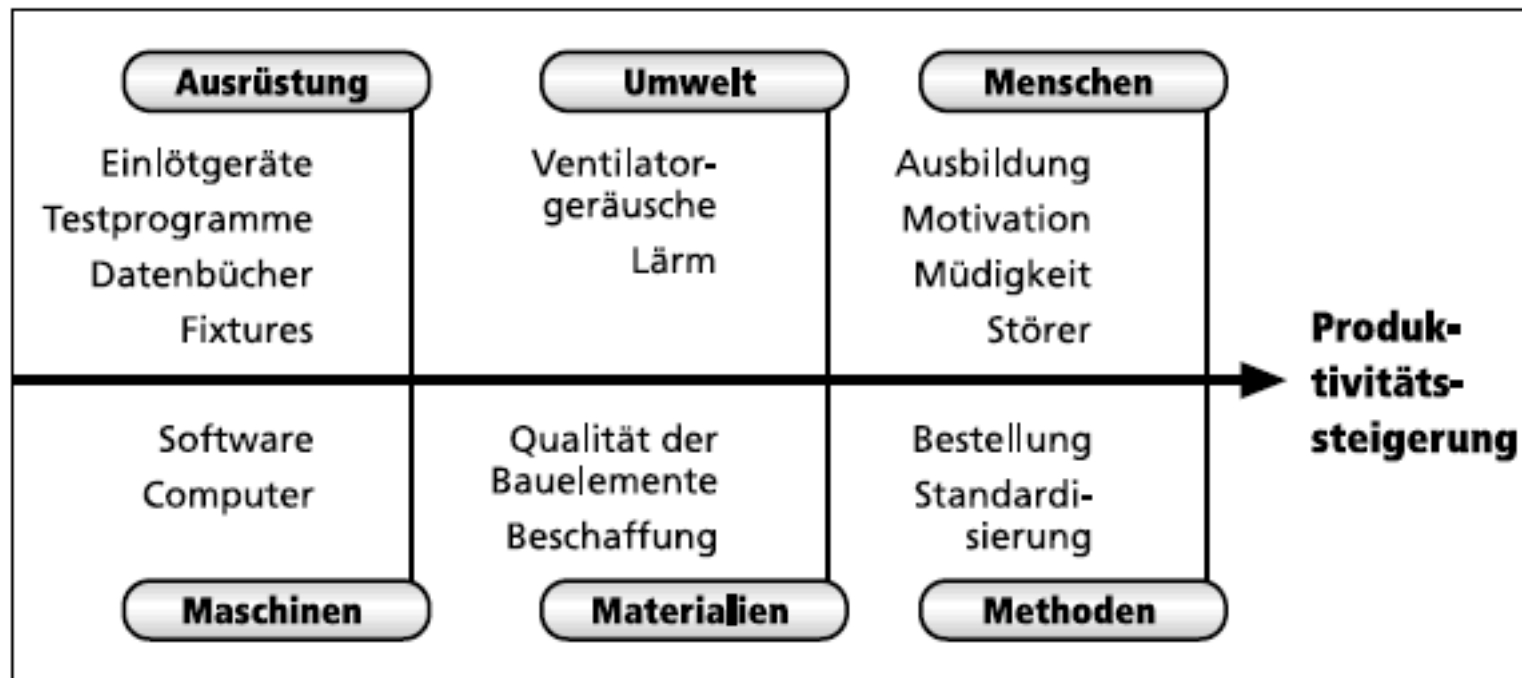 Ausrüstung
Umwelt
Menschen
Einlötgeräte
Testprogramme
Datenbücher
Fixtures
Ventilator-
geräusche
Lärm
Ausbildung
Motivation
Müdigkeit
Störer
Produk-
tivitäts-
steigerung
Software
Computer
Qualität der
Bauelemente
Beschaffung
Bestellung
Standardi-
sierung
Maschinen
Materialien
Methoden